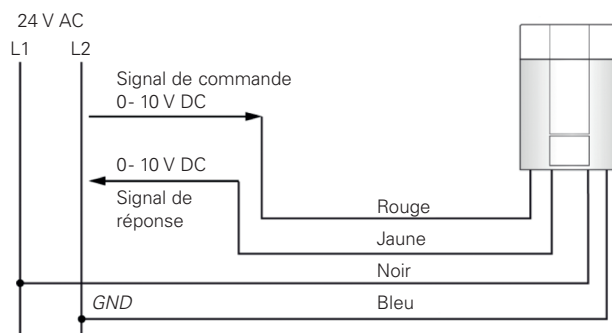 24 V AC
L1 L2
Signal de commande
0- 10 V DC
0- 10 V DC
Signal de
réponse
Rouge
Jaune
Noir
GND Bleu